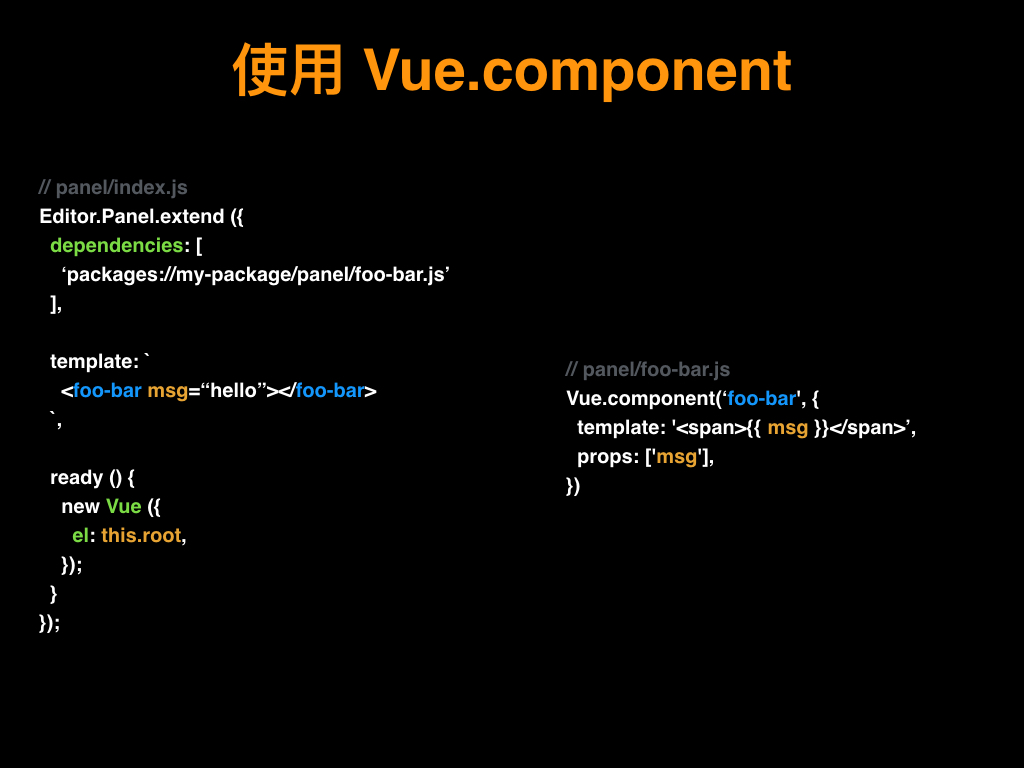 使用 Vue.component
// panel/index.js
Editor.Panel.extend ({
dependencies: [
‘packages://my-package/panel/foo-bar.js’
],
template: `
<foo-bar msg=“hello”></foo-bar>
`,
ready () {
new Vue ({
el: this.root,
});
}
});
// panel/foo-bar.js
Vue.component(‘foo-bar', {
template: '<span>{{ msg }}</span>’,
props: ['msg'],
})